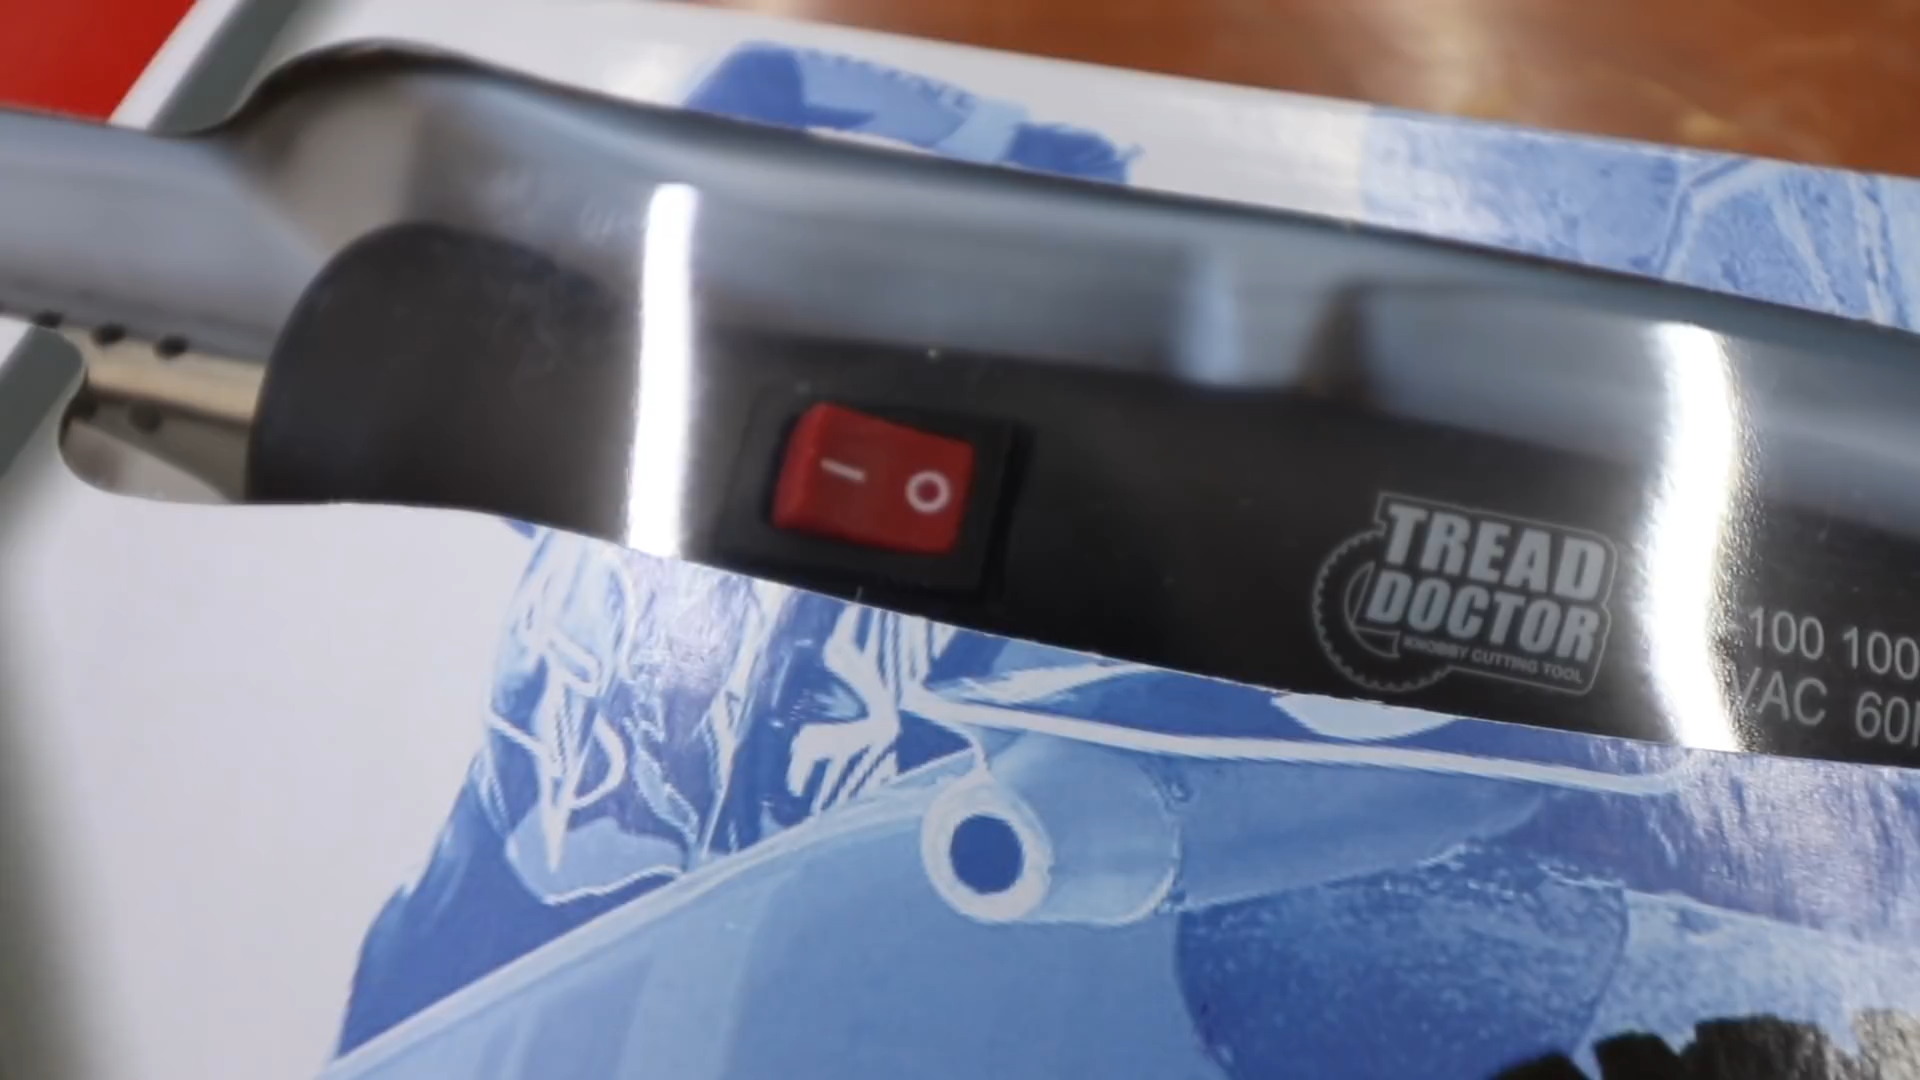 TREAD
DOCTOR
KNOBBY CUTTING TOOL
100 100
VAC 60